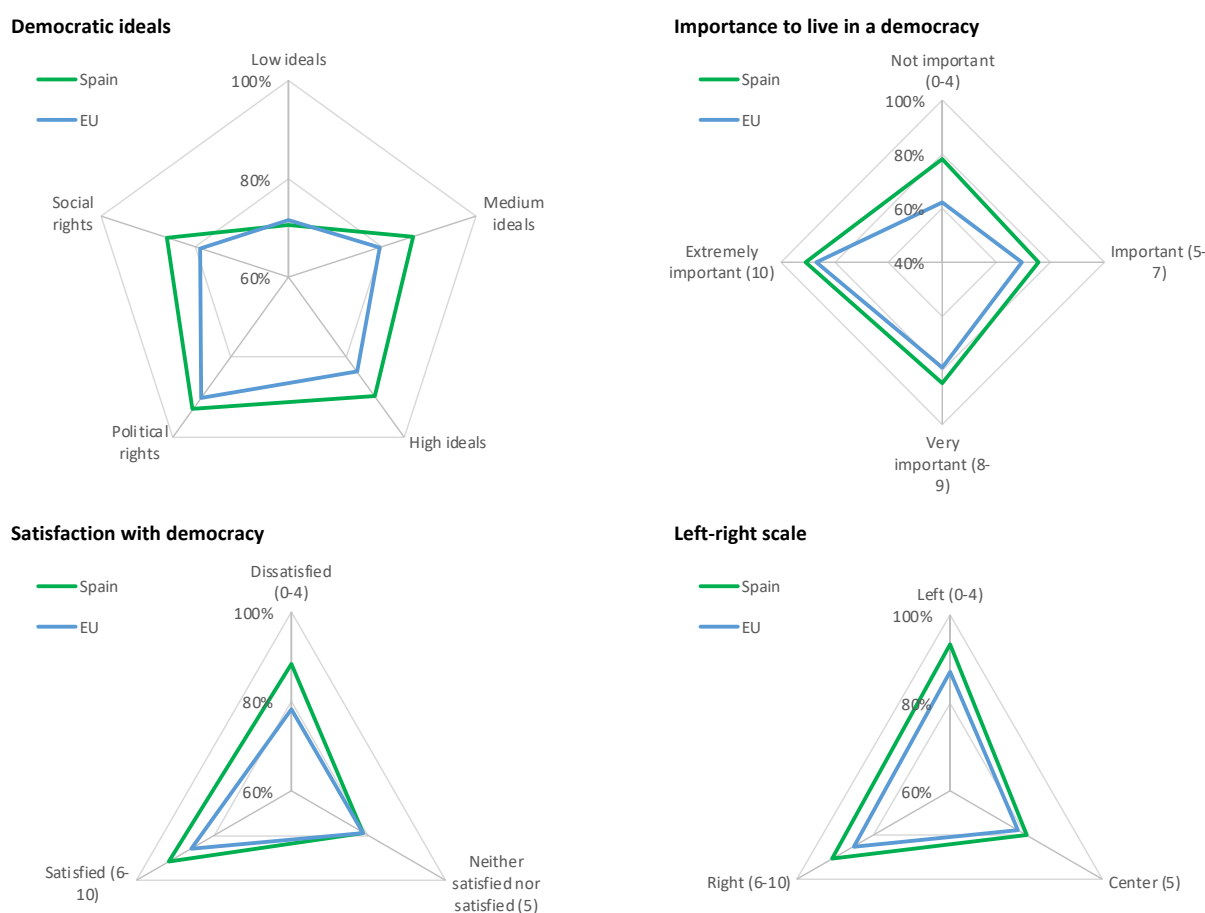 Democratic ideals
Spain
EU
Low ideals
100%
80%
60%
Medium
ideals
High ideals
Political
rights
Social
rights
Importance to live in a democracy
Spain
EU
Not important
(0-4)
100%
80%
60%
40%
Important (5-
7)
Very
important (8-
9)
Extremely
important (10)
Satisfaction with democracy
Spain
EU
Dissatisfied
(0-4)
100%
80%
60%
Neither
satisfied nor
satisfied (5)
Satisfied (6-
10)
Left-right scale
Spain
EU
Left (0-4)
100%
80%
60%
Center (5)
Right (6-10)